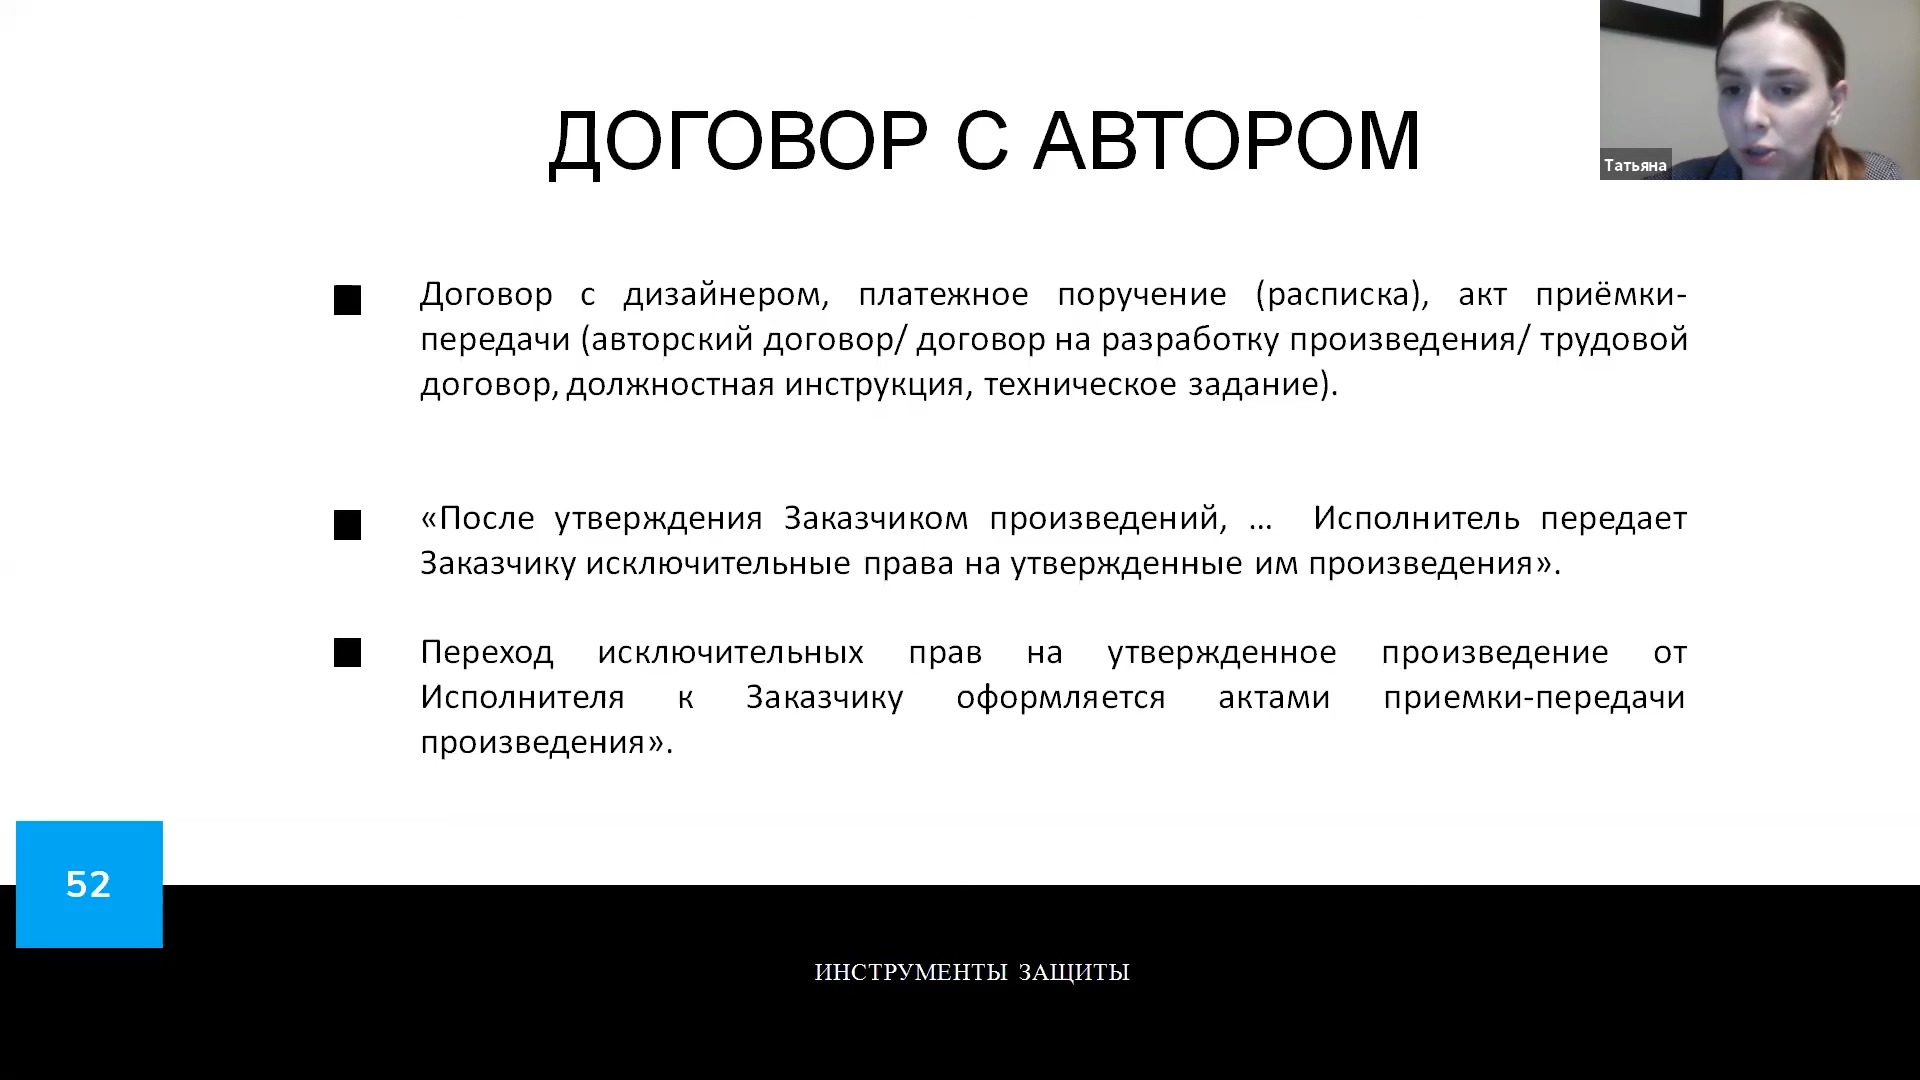 ДОГОВОР С АВТОРОМ
Татьяна
Договор с дизайнером, платежное поручение (расписка), акт приёмки-
передачи (авторский договор/ договор на разработку произведения/ трудовой
договор, должностная инструкция, техническое задание).
«После утверждения Заказчиком произведений, ... Исполнитель передает
Заказчику исключительные права на утвержденные им произведения».
Переход исключительных прав на утвержденное произведение от
Исполнителя к Заказчику оформляется актами приемки-передачи
произведения».
52
ИНСТРУМЕНТЫ ЗАЩИТЫ